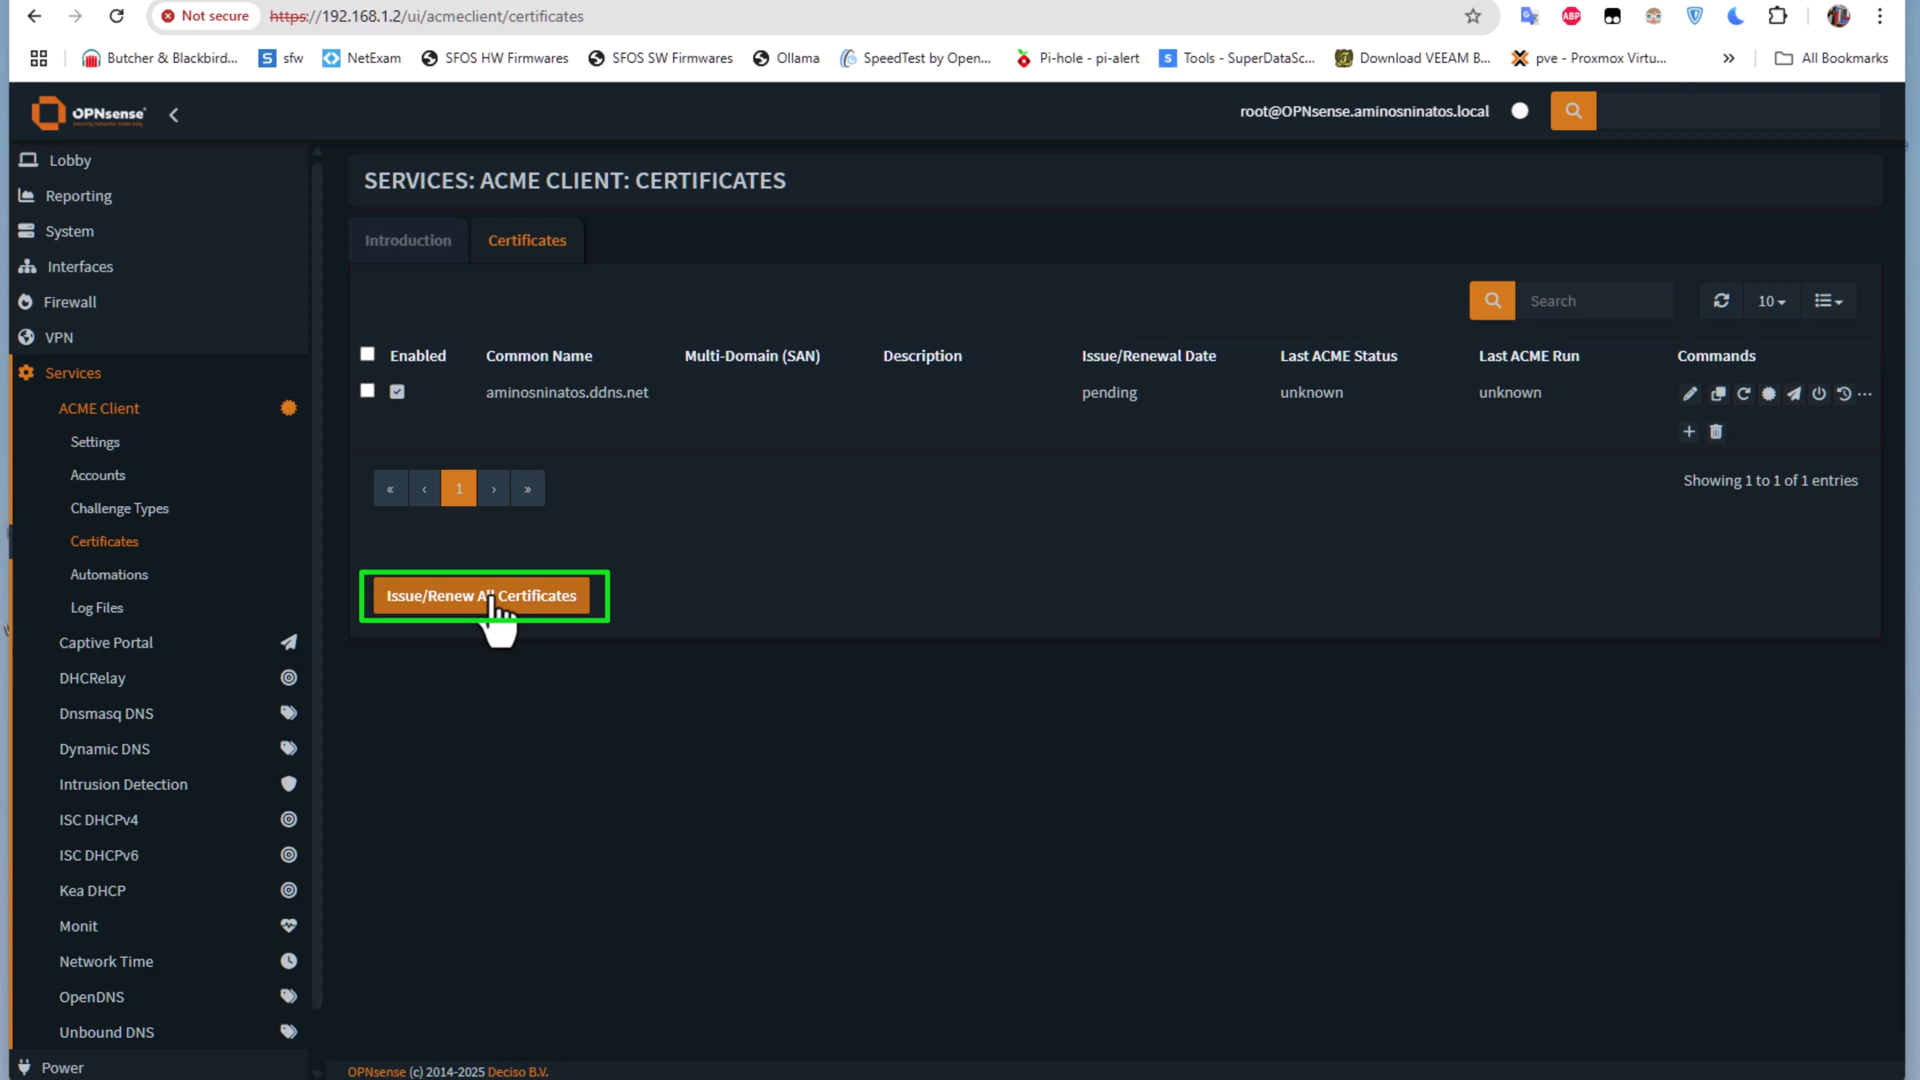 Not secure https://192.168.1.2/ui/acmeclient/certificates
ABP
Butcher & Blackbird... S sfw NetExam SFOS HW Firmwares SFOS SW Firmwares Ollama SpeedTest by Open... Pi-hole - pi-alert S Tools - SuperDataSc... Download VEEAM B... pve - Proxmox Virtu... » All Bookmarks
OPNsense root@OPNsense.aminosninatos.local
Lobby
Reporting
System
Interfaces
Firewall
VPN
Services
ACME Client
Settings
Accounts
Challenge Types
Certificates
Automations
Log Files
Captive Portal
DHCRelay
Dnsmasq DNS
Dynamic DNS
Intrusion Detection
ISC DHCPv4
ISC DHCPv6
Kea DHCP
Monit
Network Time
OpenDNS
Unbound DNS
Power
SERVICES: ACME CLIENT: CERTIFICATES
Introduction Certificates
Search 10
Enabled Common Name Multi-Domain (SAN) Description Issue/Renewal Date Last ACME Status Last ACME Run Commands
aminosninatos.ddns.net pending unknown unknown
« ‹ 1 › »
Showing 1 to 1 of 1 entries
Issue/Renew All Certificates
OPNsense (c) 2014-2025 Deciso B.V.